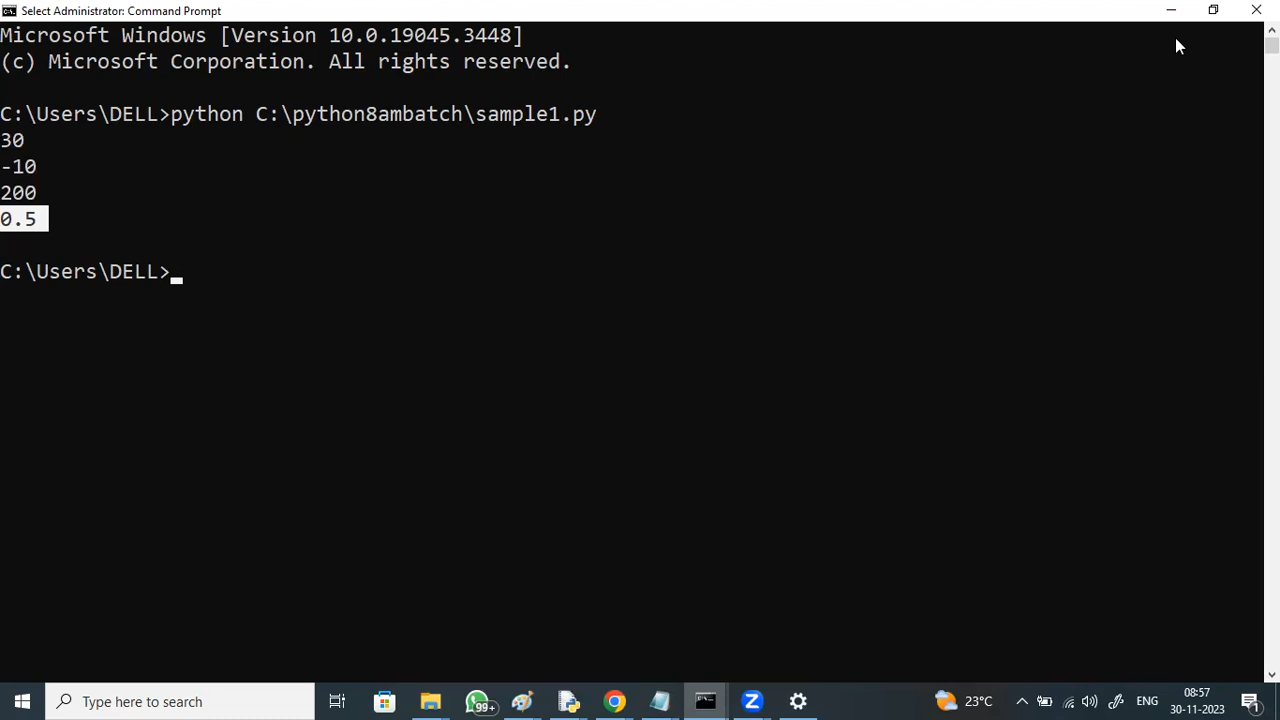 Select Administrator: Command Prompt
Microsoft Windows [Version 10.0.19045.3448]
(c) Microsoft Corporation. All rights reserved.
C:\Users\DELL>python C:\python8ambatch\sample1.py
30
-10
200
0.5
C:\Users\DELL>
Type here to search
99+
23°C
ENG
08:57
30-11-2023
1